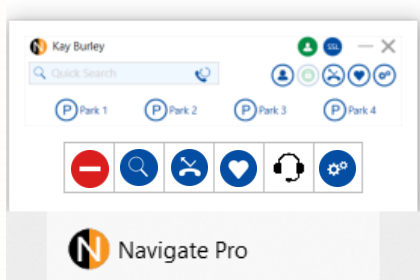 Kay Burley
SSL
Quick Search
P Park 1 P Park 2 P Park 3 P Park 4
N Navigate Pro